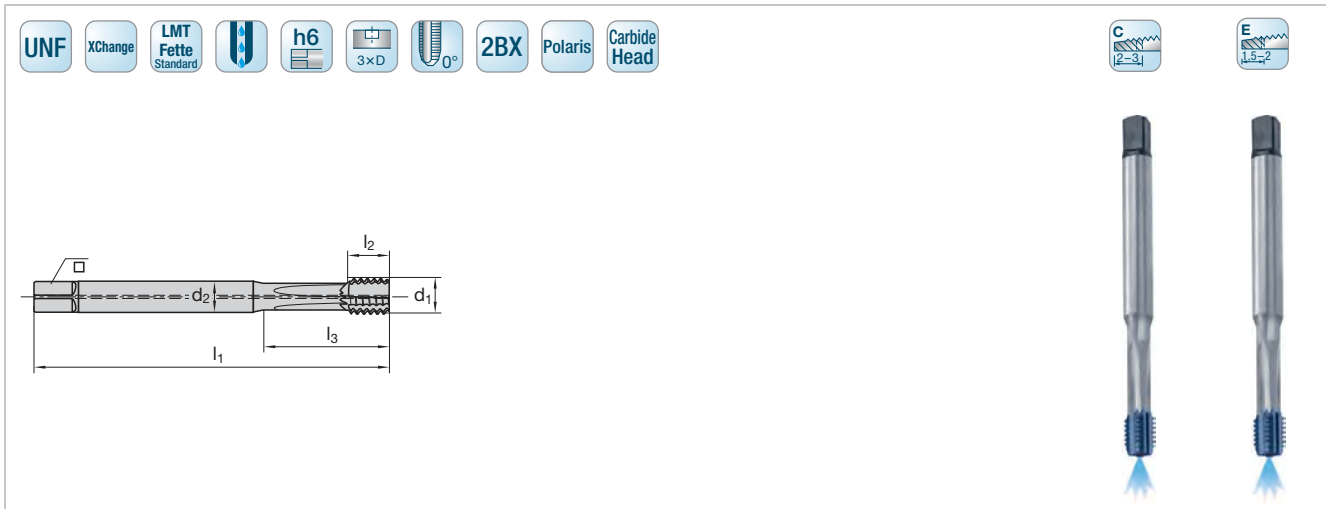 UNF
XChange
LMT
Fette
Standard
h6
3×D
0°
2BX
Polaris
Carbide
Head
C
2–3
E
1,5–2
l2
□
d2
d1
l3
l1